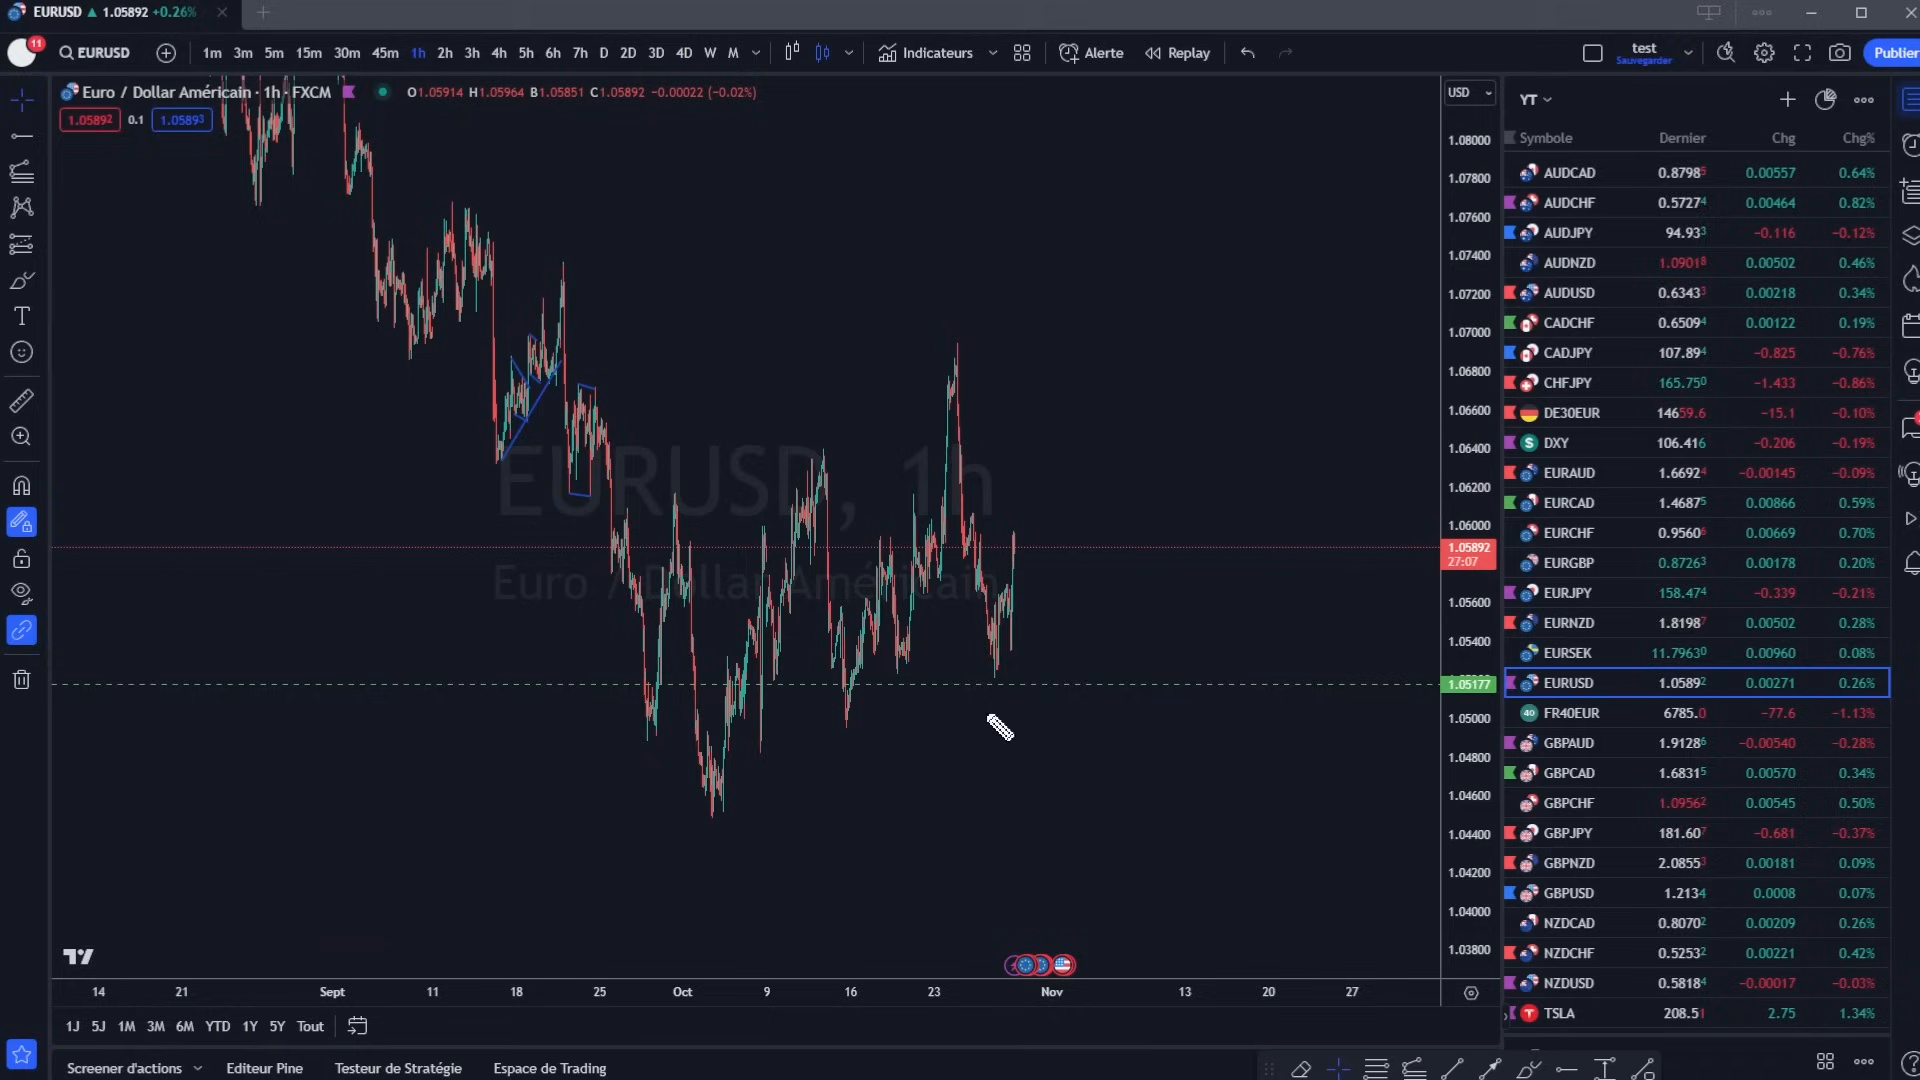 EURUSD ▲ 1.05892 +0.26%
11
EURUSD 1m 3m 5m 15m 30m 45m 1h 2h 3h 4h 5h 6h 7h D 2D 3D 4D W M Indicateurs Alerte Replay test Sauvegarder Publier
Euro / Dollar Américain · 1h · FXCM O1.05914 H1.05964 B1.05851 C1.05892 −0.00022 (−0.02%)
1.05892 0.1 1.05893
USD
1.08000
1.07800
1.07600
1.07400
1.07200
1.07000
1.06800
1.06600
1.06400
1.06200
1.06000
1.05892
27:07
1.05600
1.05400
1.05177
1.05000
1.04800
1.04600
1.04400
1.04200
1.04000
1.03800
EURUSD, 1h
Euro / Dollar Américain
14 21 Sept 11 18 25 Oct 9 16 23 Nov 13 20 27
1J 5J 1M 3M 6M YTD 1Y 5Y Tout
Screener d'actions Editeur Pine Testeur de Stratégie Espace de Trading
YT
Symbole Dernier Chg Chg%
AUDCAD 0.87985 0.00557 0.64%
AUDCHF 0.57274 0.00464 0.82%
AUDJPY 94.933 −0.116 −0.12%
AUDNZD 1.09018 0.00502 0.46%
AUDUSD 0.63433 0.00218 0.34%
CADCHF 0.65094 0.00122 0.19%
CADJPY 107.894 −0.825 −0.76%
CHFJPY 165.750 −1.433 −0.86%
DE30EUR 14659.6 −15.1 −0.10%
DXY 106.416 −0.206 −0.19%
EURAUD 1.66924 −0.00145 −0.09%
EURCAD 1.46875 0.00866 0.59%
EURCHF 0.95606 0.00669 0.70%
EURGBP 0.87263 0.00178 0.20%
EURJPY 158.474 −0.339 −0.21%
EURNZD 1.81987 0.00502 0.28%
EURSEK 11.79630 0.00960 0.08%
EURUSD 1.05892 0.00271 0.26%
40 FR40EUR 6785.0 −77.6 −1.13%
GBPAUD 1.91286 −0.00540 −0.28%
GBPCAD 1.68315 0.00570 0.34%
GBPCHF 1.09562 0.00545 0.50%
GBPJPY 181.607 −0.681 −0.37%
GBPNZD 2.08553 0.00181 0.09%
GBPUSD 1.2134 0.0008 0.07%
NZDCAD 0.80702 0.00209 0.26%
NZDCHF 0.52532 0.00221 0.42%
NZDUSD 0.58184 −0.00017 −0.03%
TSLA 208.51 2.75 1.34%